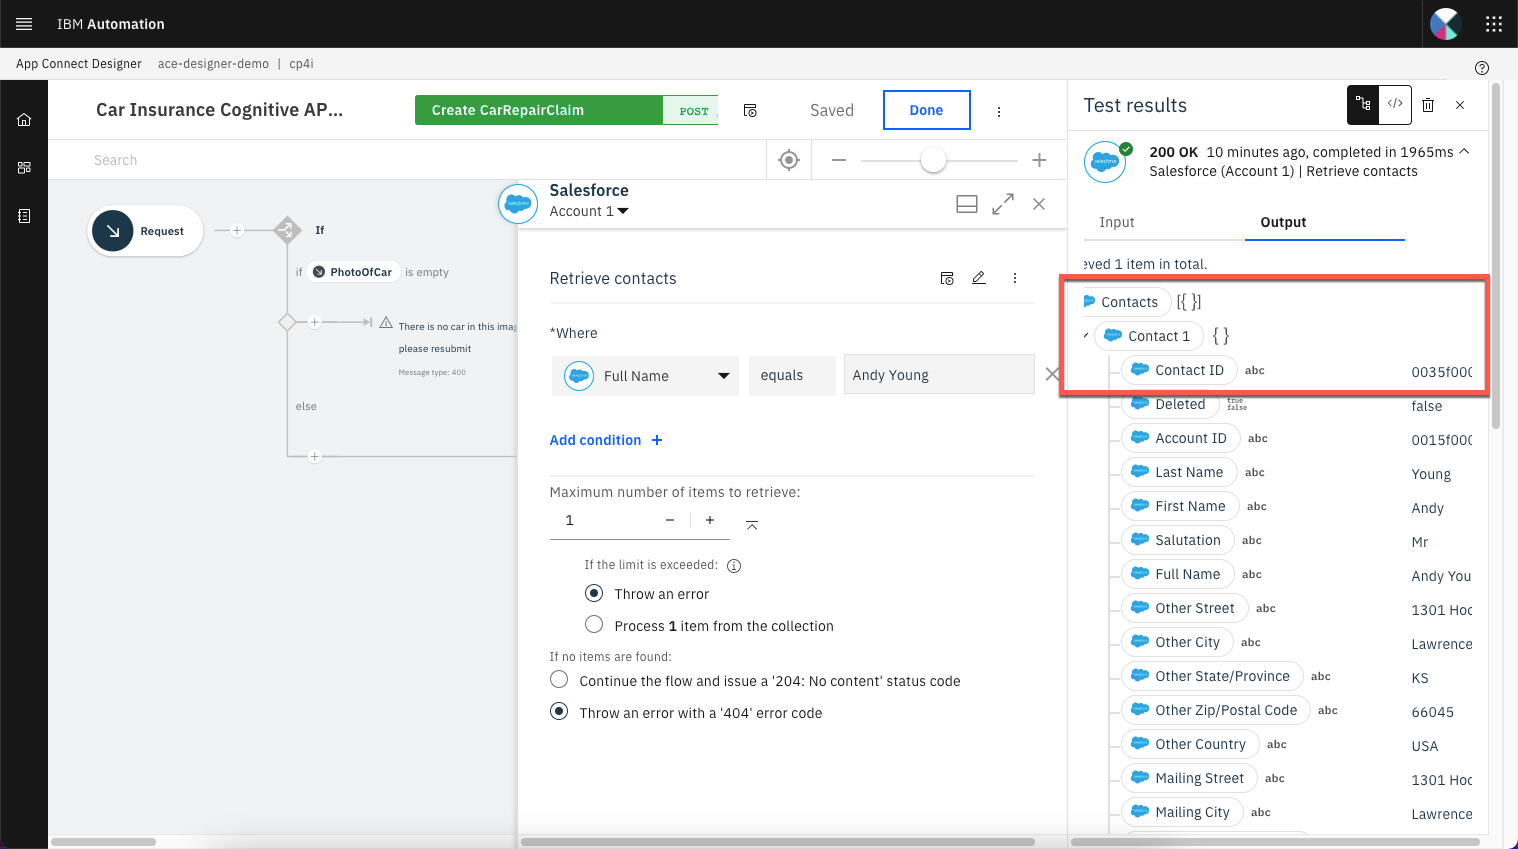 IBM Automation
App Connect Designer ace-designer-demo | cp4i
Car Insurance Cognitive AP...
Create CarRepairClaim POST
Saved
Done
Search
Request
If
if PhotoOfCar is empty
There is no car in this
please resubmit
Message type: 400
else
Salesforce
Account 1
Retrieve contacts
*Where
Full Name equals Andy Young
Add condition +
Maximum number of items to retrieve:
1 − +
If the limit is exceeded:
Throw an error
Process 1 item from the collection
If no items are found:
Continue the flow and issue a '204: No content' status code
Throw an error with a '404' error code
Test results
</>
200 OK 10 minutes ago, completed in 1965ms
Salesforce (Account 1) | Retrieve contacts
Input Output
eved 1 item in total.
Contacts [{ }]
Contact 1 { }
Contact ID abc 0035f000
Deleted true false false
Account ID abc 0015f000
Last Name abc Young
First Name abc Andy
Salutation abc Mr
Full Name abc Andy You
Other Street abc 1301 Hoc
Other City abc Lawrence
Other State/Province abc KS
Other Zip/Postal Code abc 66045
Other Country abc USA
Mailing Street abc 1301 Hoc
Mailing City abc Lawrence